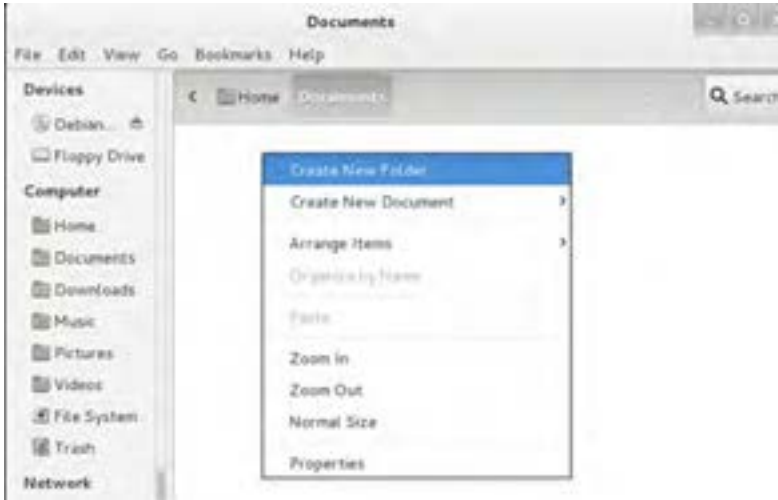 Documents
File Edit View Go Bookmarks Help
Devices
Debian...
Floppy Drive
Computer
Home
Documents
Downloads
Music
Pictures
Videos
File System
Trash
Network
Home Documents
Search
Create New Folder
Create New Document
Arrange Items
Organize by Name
Paste
Zoom In
Zoom Out
Normal Size
Properties